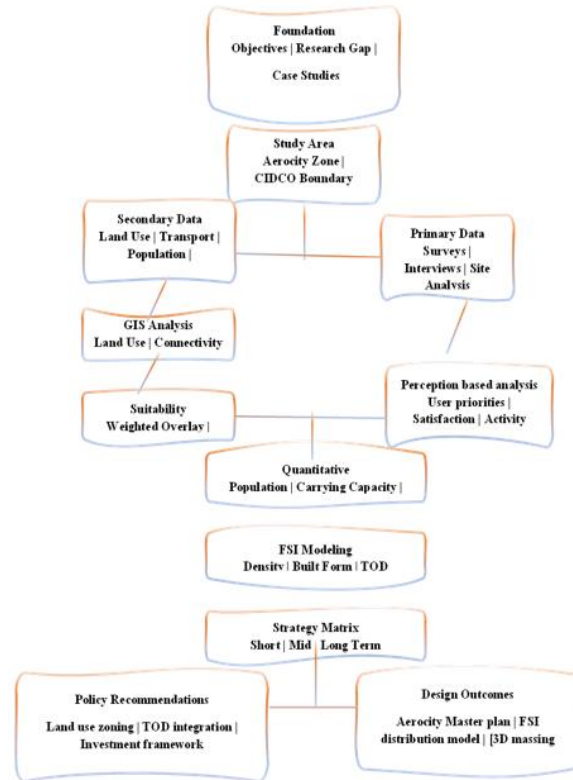 Foundation
Objectives | Research Gap |
Case Studies
Study Area
Aerocity Zone |
CIDCO Boundary
Secondary Data
Land Use | Transport |
Population |
Primary Data
Surveys |
Interviews | Site
Analysis
GIS Analysis
Land Use | Connectivity
Suitability
Weighted Overlay |
Perception based analysis
User priorities |
Satisfaction | Activity
Quantitative
Population | Carrying Capacity |
FSI Modeling
Density | Built Form | TOD
Strategy Matrix
Short | Mid | Long Term
Policy Recommendations
Land use zoning | TOD integration |
Investment framework
Design Outcomes
Aerocity Master plan | FSI
distribution model | [3D massing